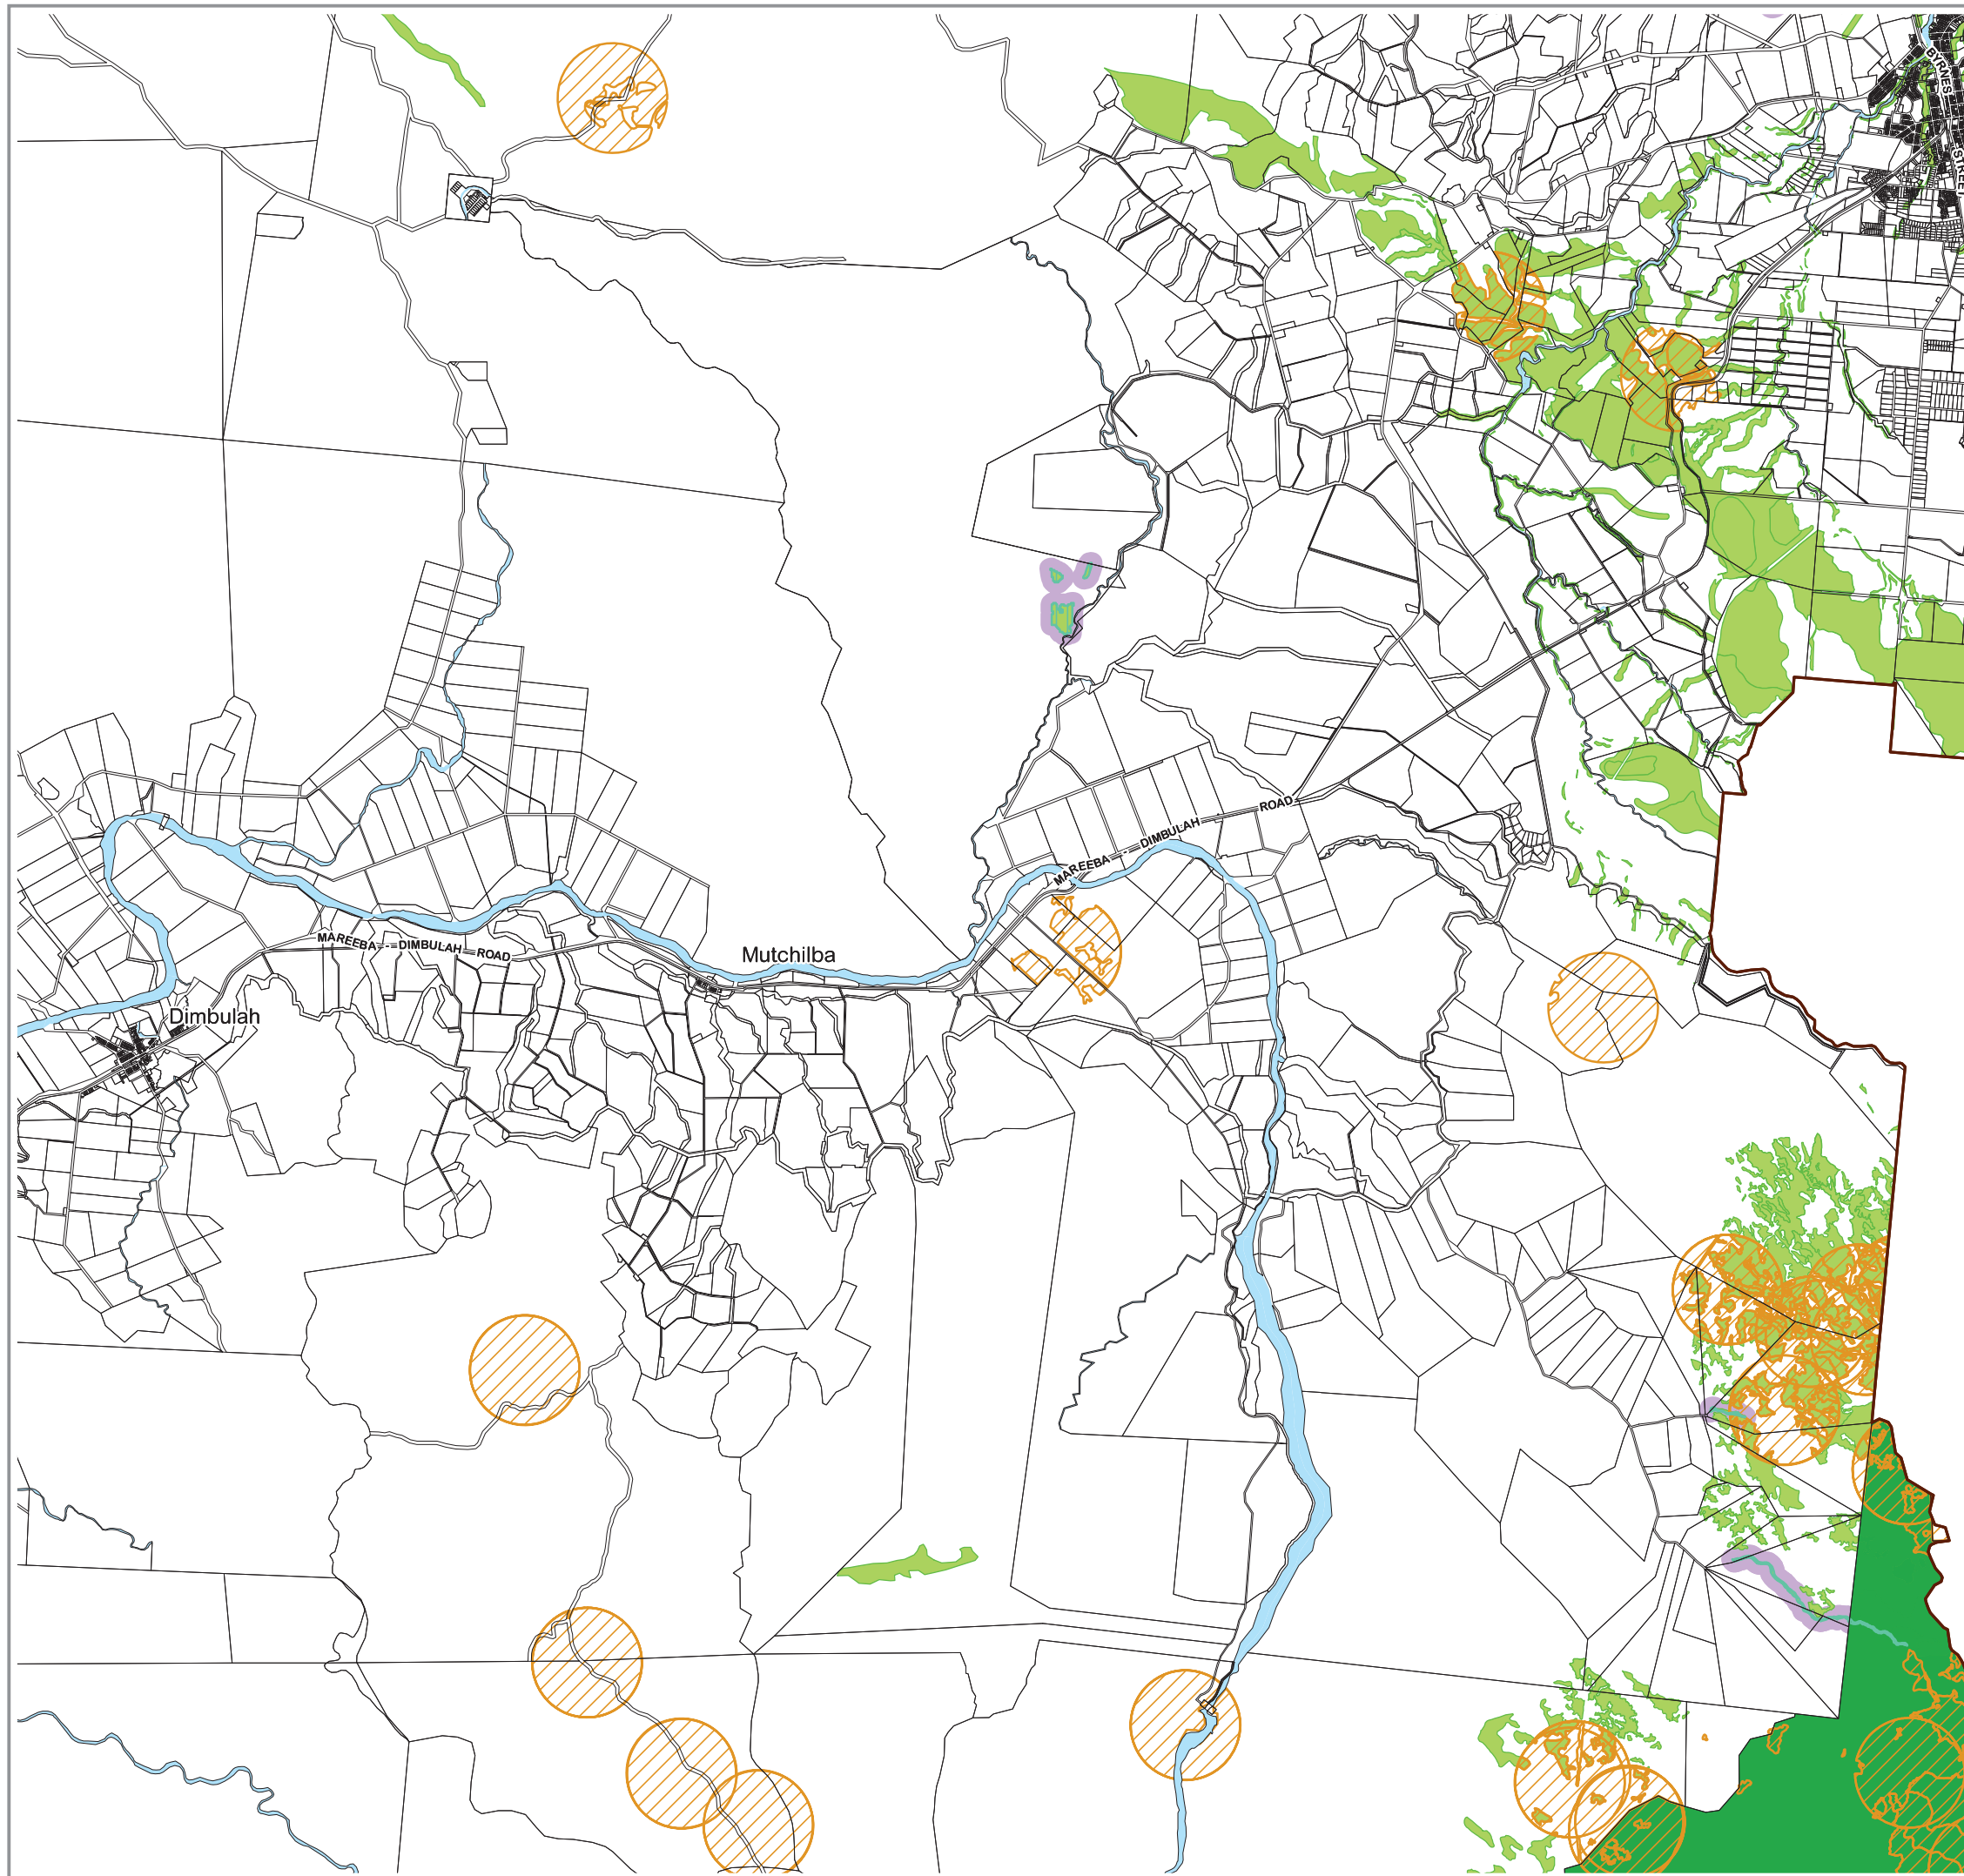 BYRNES
STREET
MAREEBA - DIMBULAH ROAD
MAREEBA - DIMBULAH ROAD
Mutchilba
Dimbulah